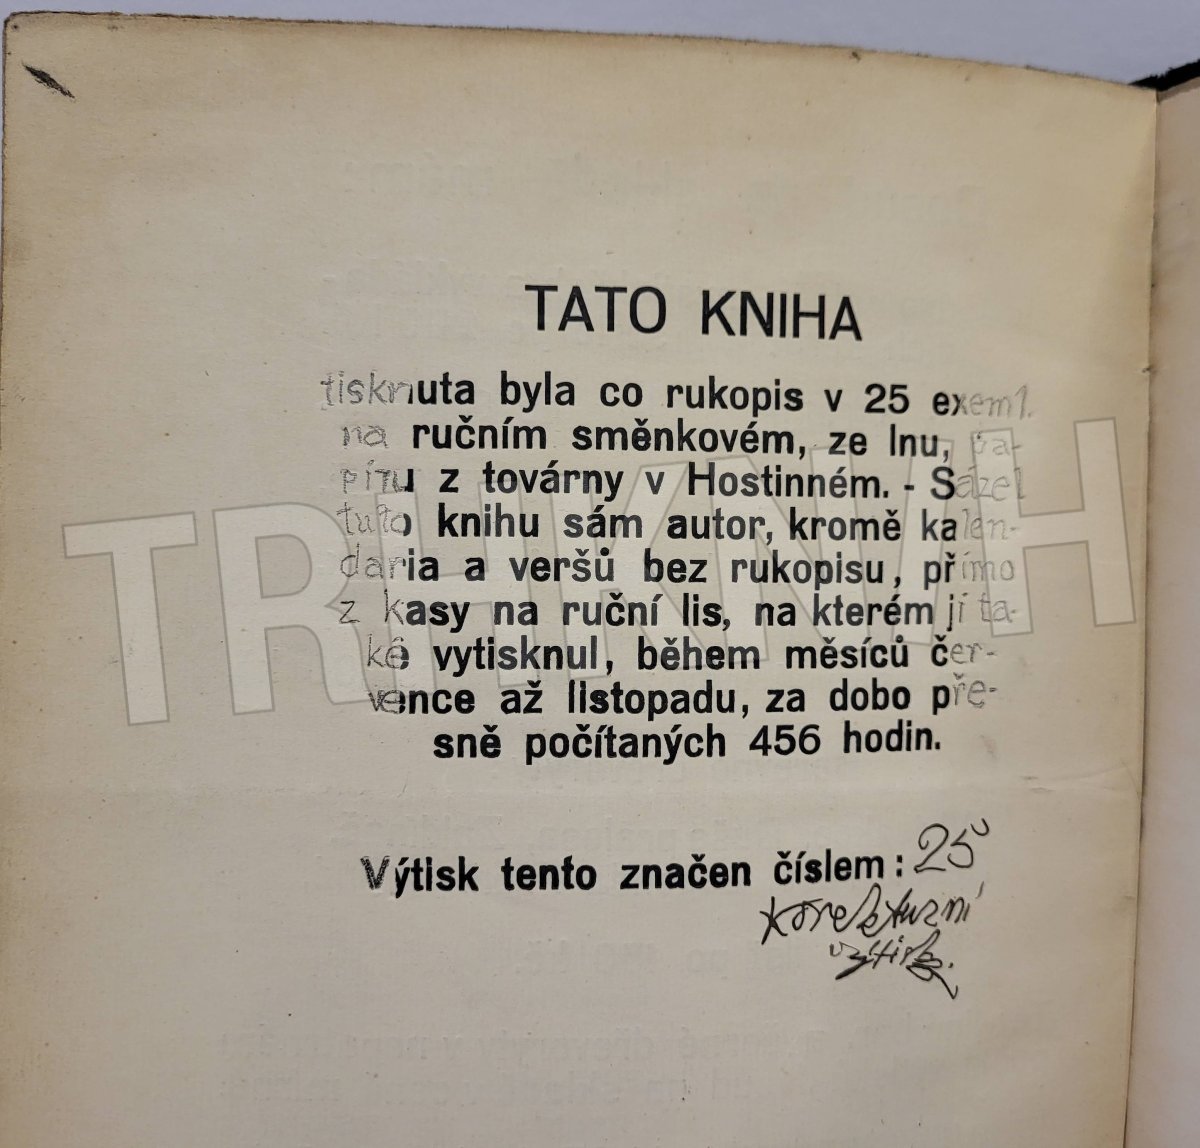 TATO KNIHA
tisknuta byla co rukopis v 25 exeml.
na ručním směnkovém, ze lnu, pa-
píru z továrny v Hostinném. - Sázel
tuto knihu sám autor, kromě kalen-
daria a veršů bez rukopisu, přímo
z kasy na ruční lis, na kterém ji ta-
ké vytisknul, během měsíců čer-
vence až listopadu, za dobo pře-
sně počítaných 456 hodin.
Výtisk tento značen číslem: 25
korekturní
výtisk.
TRHKNIH